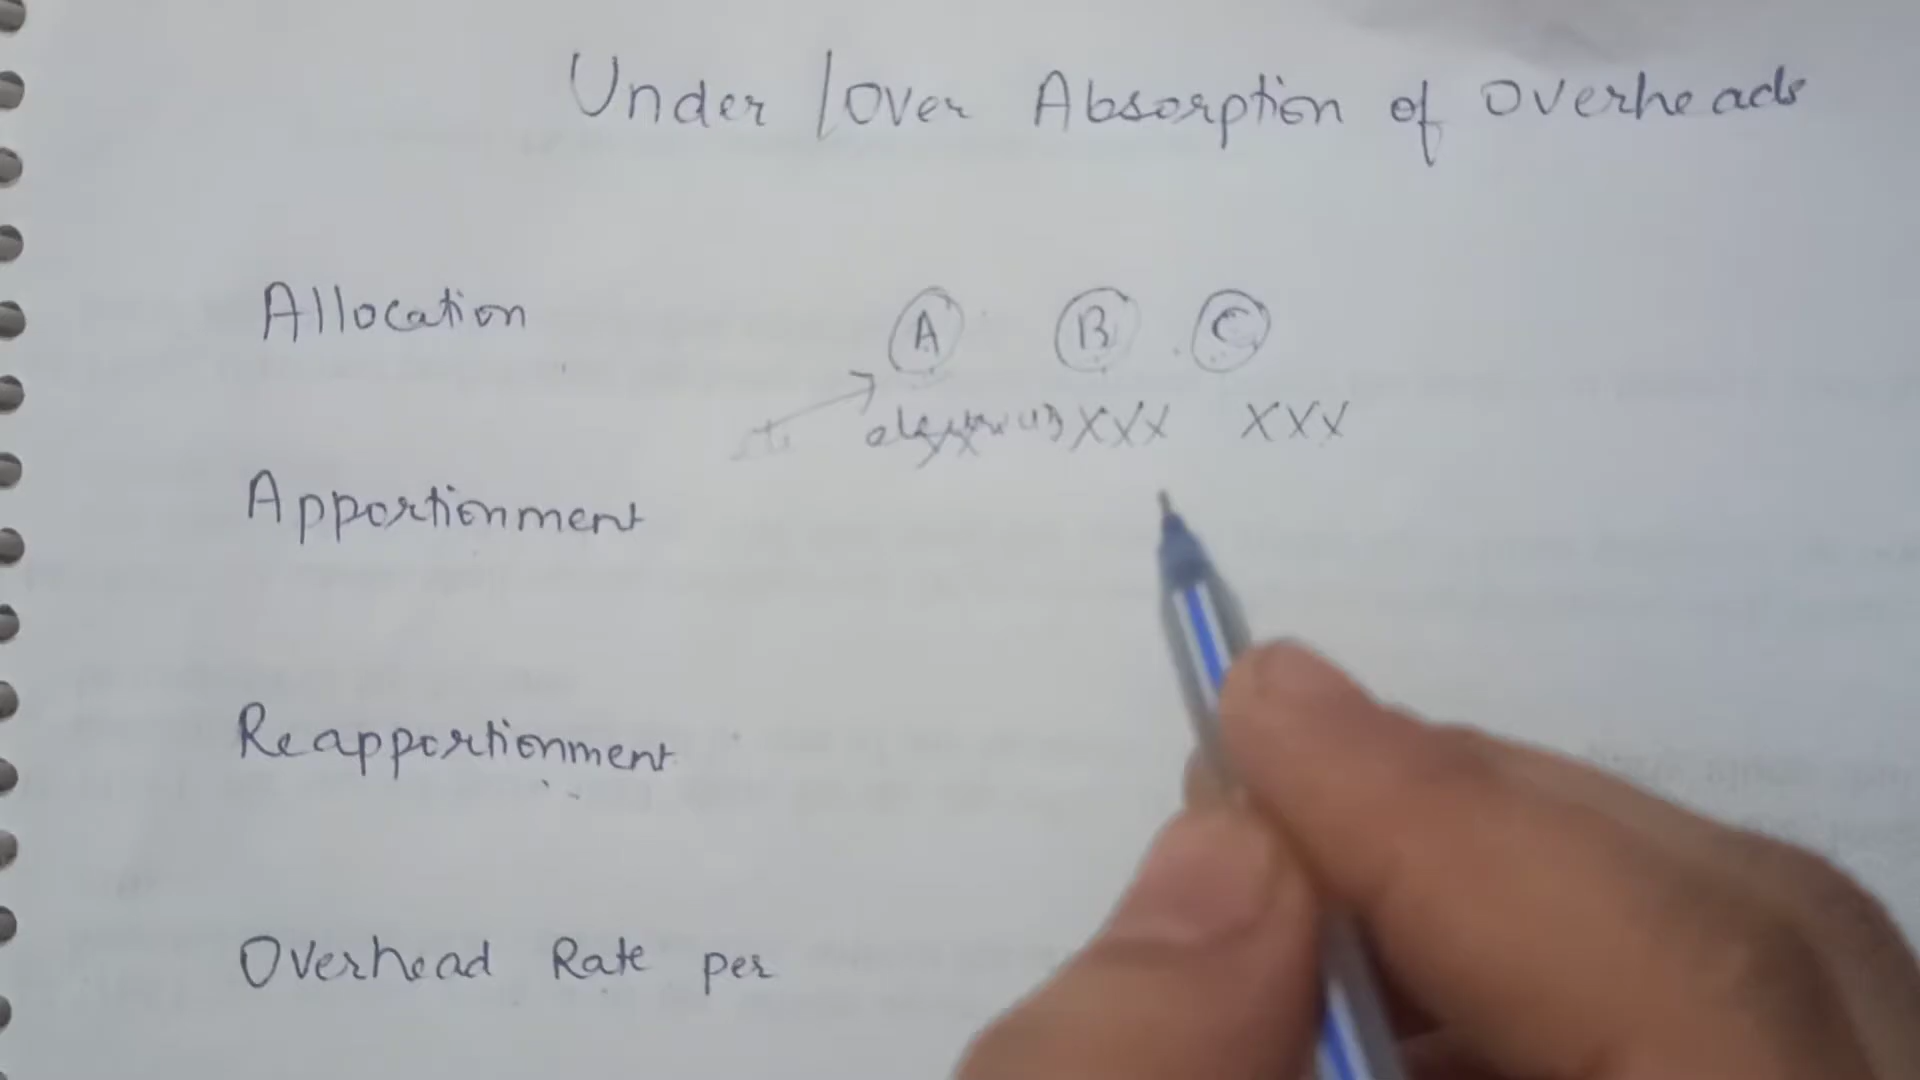 Under / Over Absorption of Overheads
Allocation
A B C
XXX XXX
Apportionment
Reapportionment
Overhead Rate per